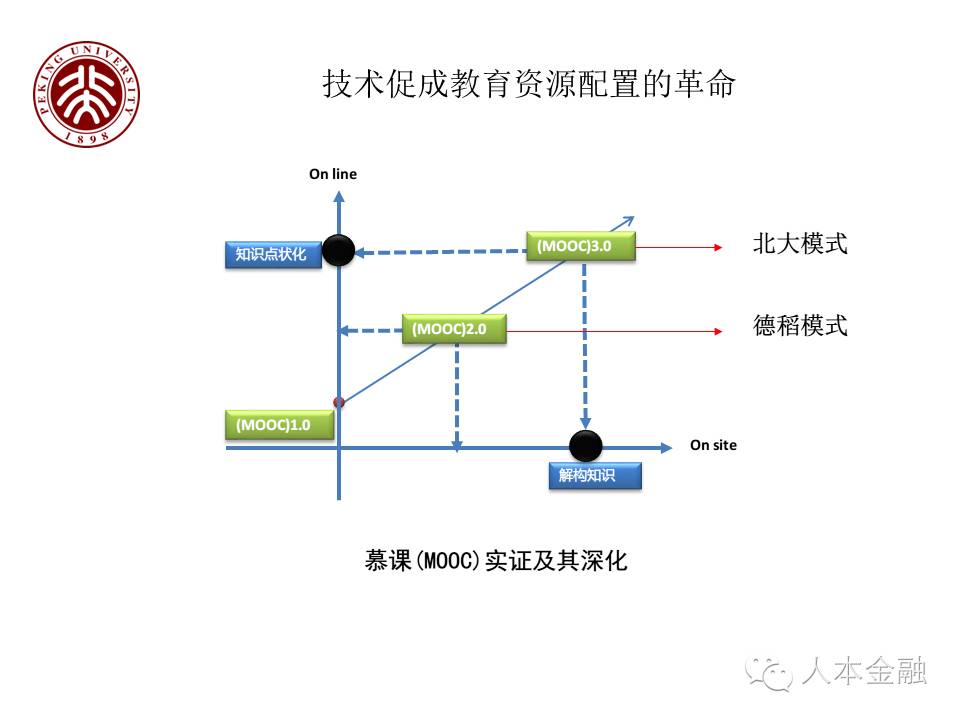 PEKING UNIVERSITY
1898
技术促成教育资源配置的革命
On line
知识点状化
(MOOC)3.0
北大模式
(MOOC)2.0
德稻模式
(MOOC)1.0
On site
解构知识
慕课(MOOC)实证及其深化
人本金融